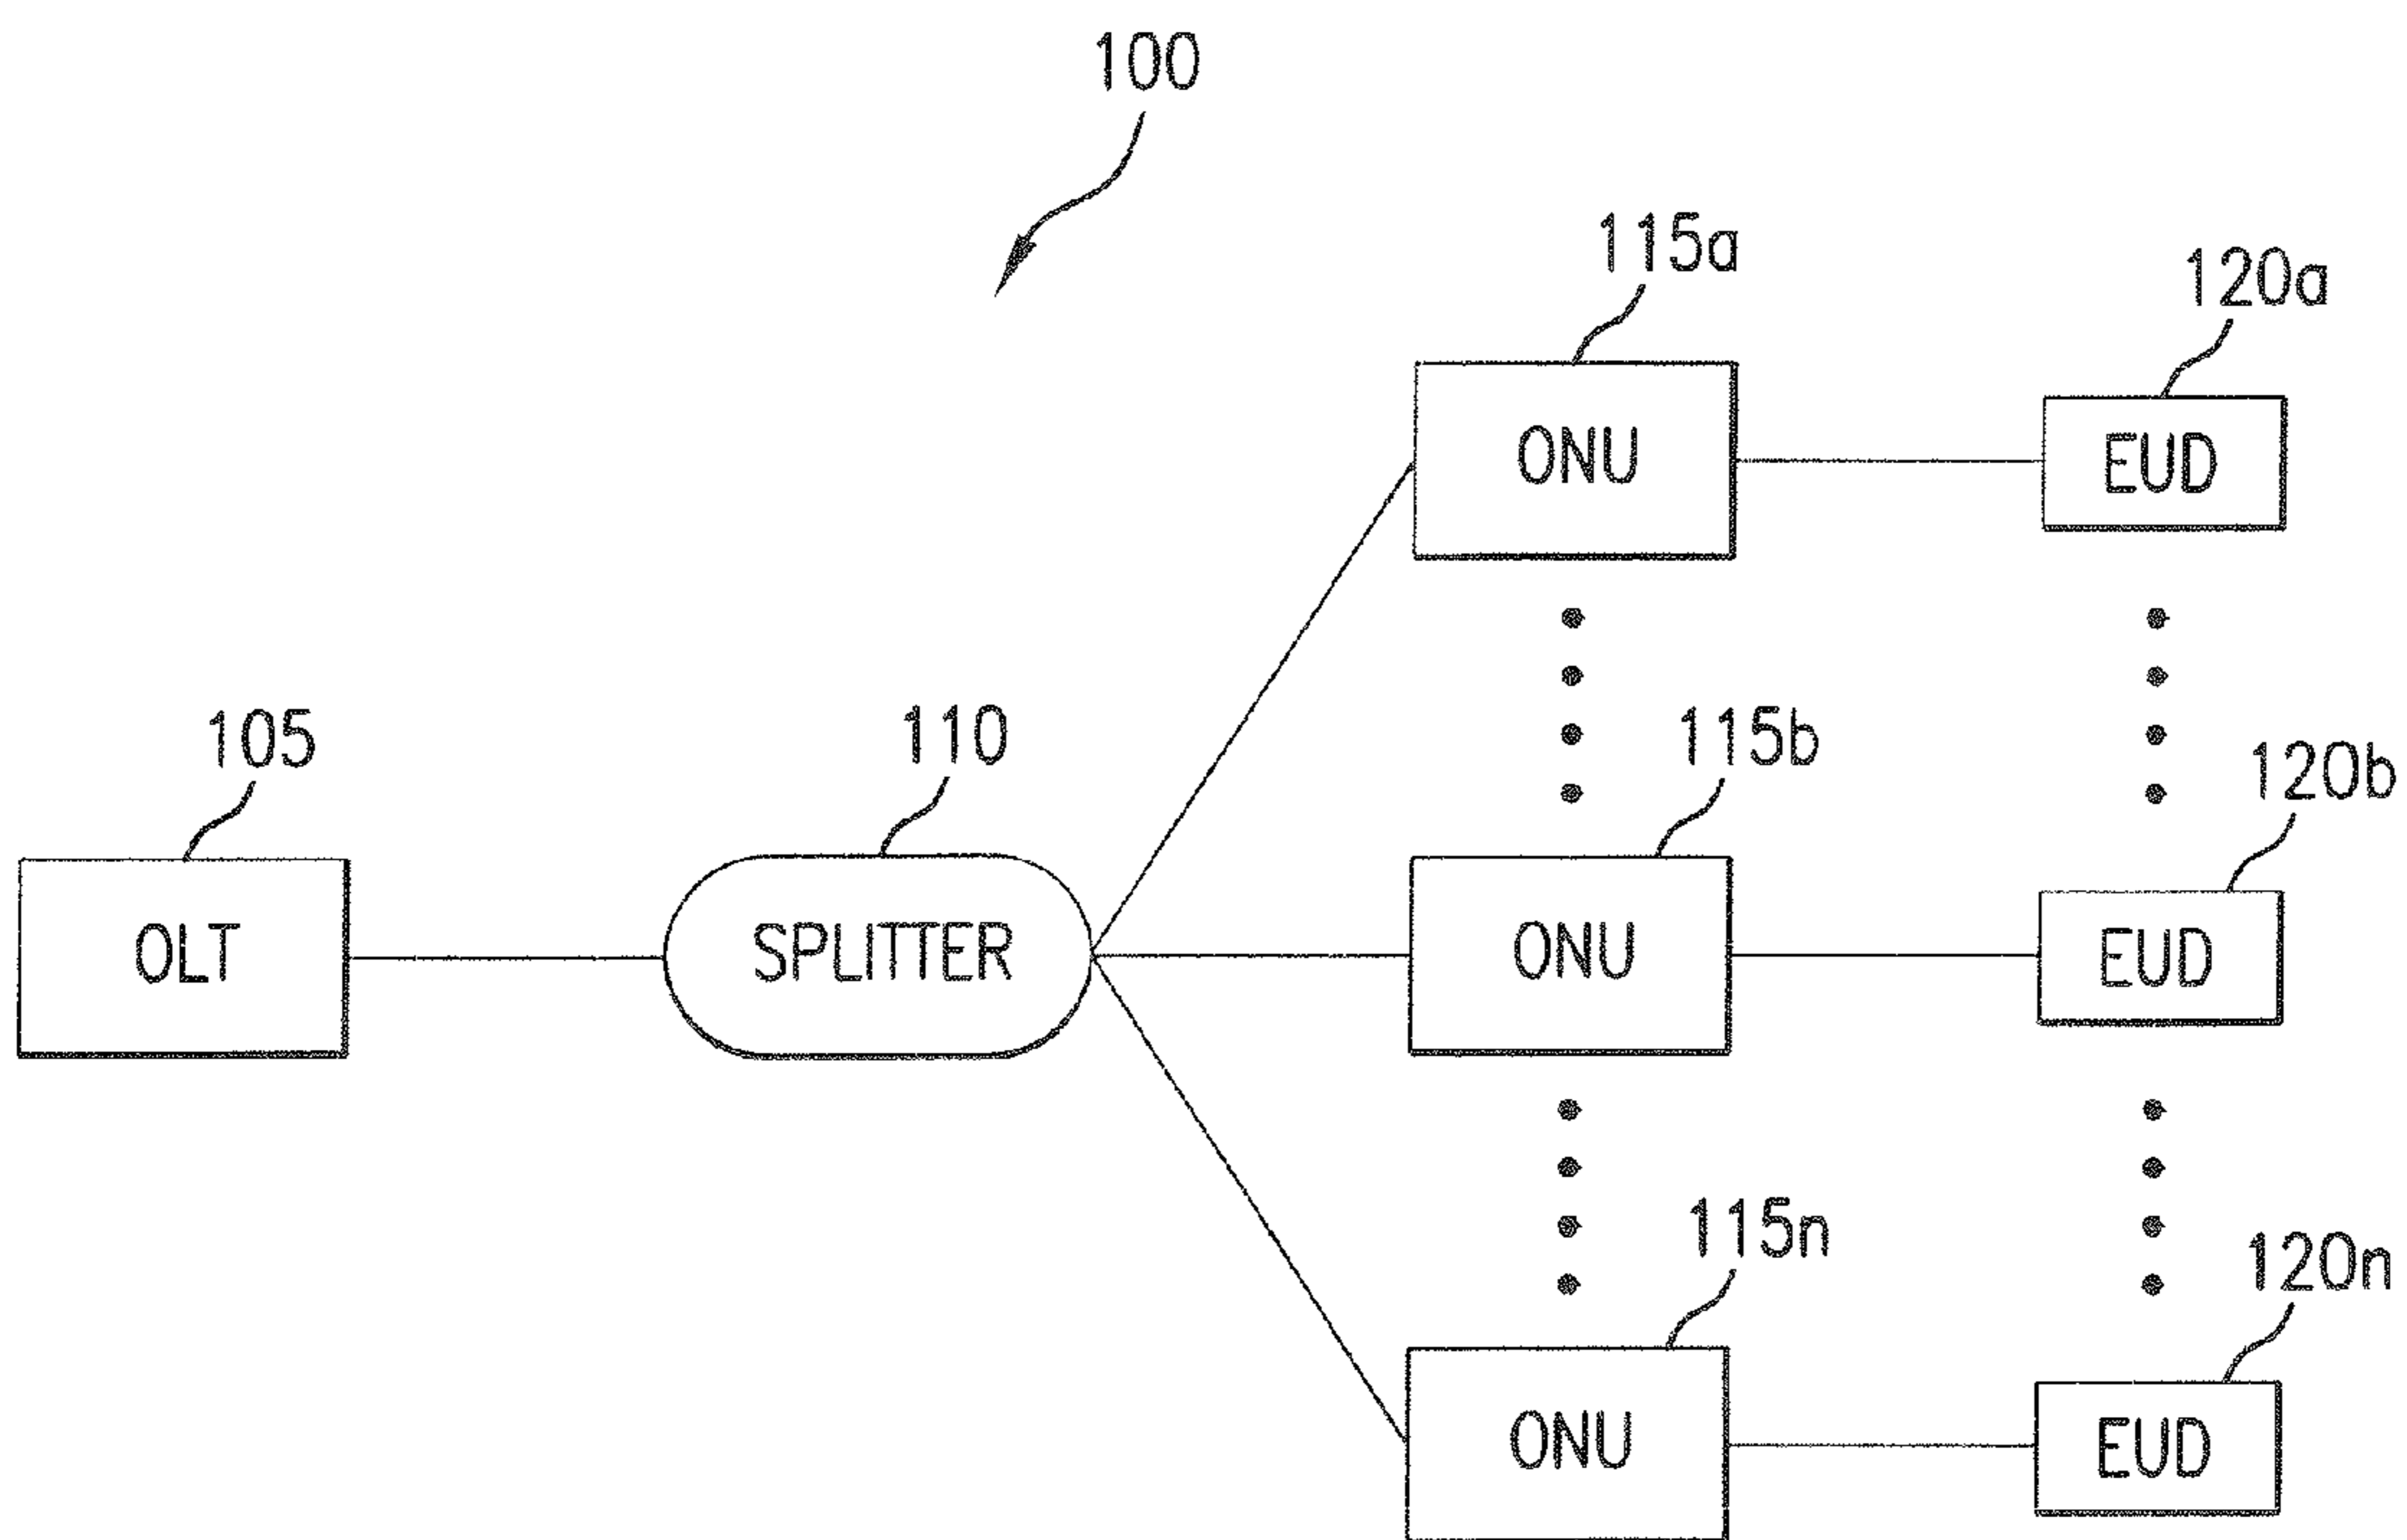 100
115a
120a
ONU
EUD
105
110
115b
120b
OLT
SPLITTER
ONU
EUD
115n
120n
ONU
EUD